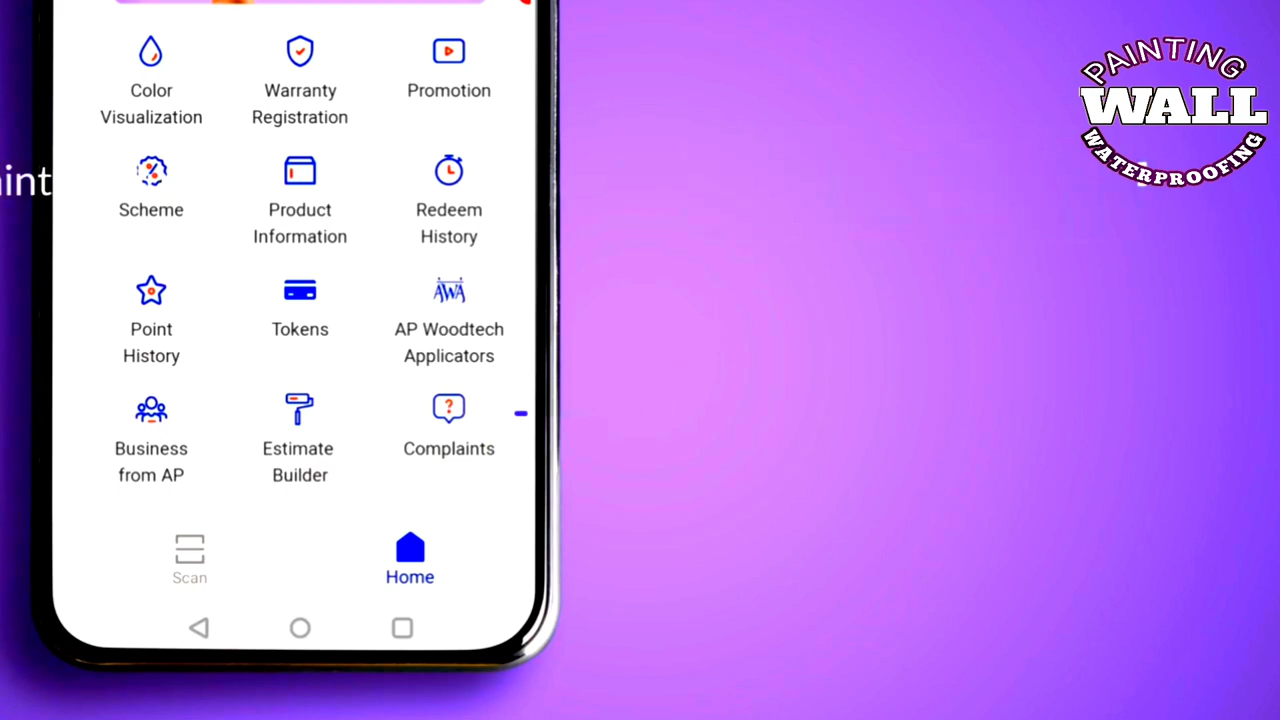 Color
Visualization
Warranty
Registration
Promotion
Scheme
Product
Information
Redeem
History
Point
History
Tokens
AWA
AP Woodtech
Applicators
Business
from AP
Estimate
Builder
Complaints
Scan
Home
PAINTING
WALL
WATERPROOFING